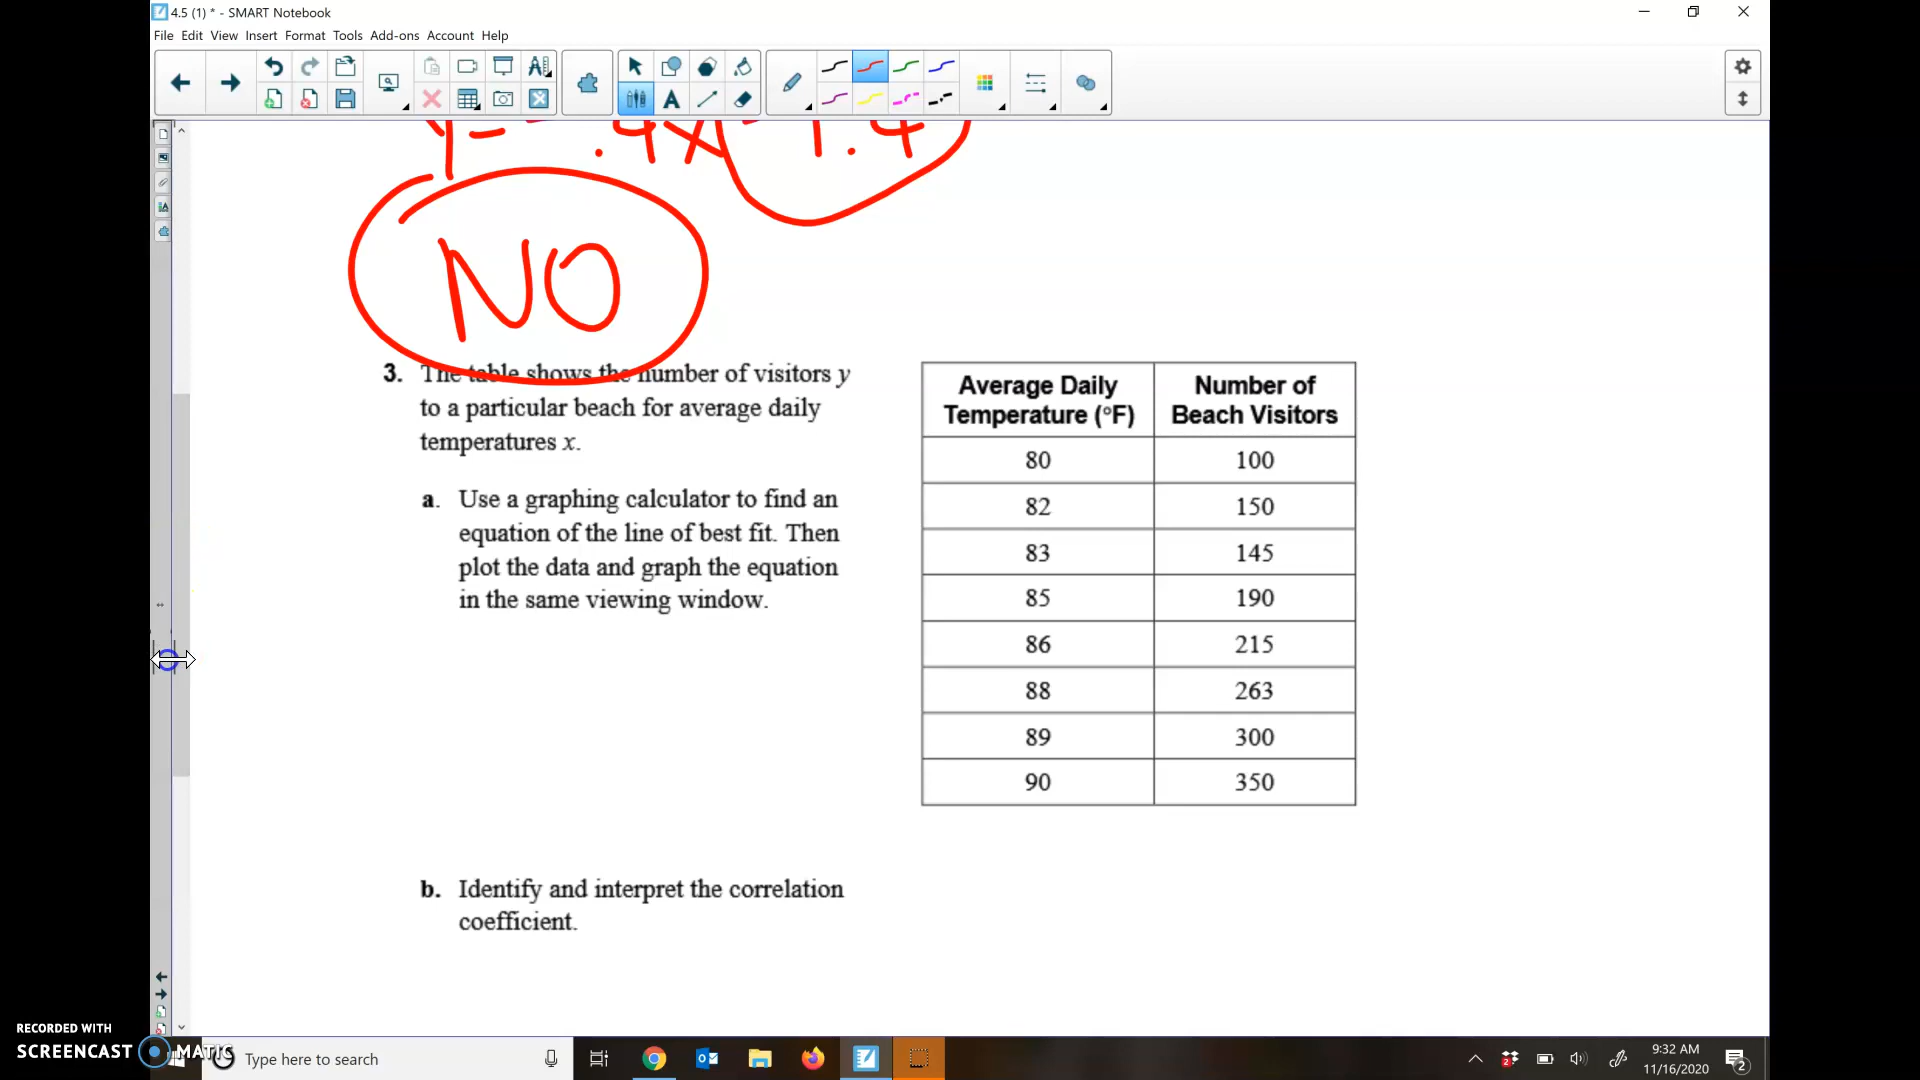 4.5 (1) * - SMART Notebook
File Edit View Insert Format Tools Add-ons Account Help
y = - .4x - 1.4
NO
3. The table shows the number of visitors y
to a particular beach for average daily
temperatures x.
a. Use a graphing calculator to find an
equation of the line of best fit. Then
plot the data and graph the equation
in the same viewing window.
Average Daily Temperature (°F) Number of Beach Visitors
80 100
82 150
83 145
85 190
86 215
88 263
89 300
90 350
b. Identify and interpret the correlation
coefficient.
RECORDED WITH
SCREENCAST MATIC
Type here to search
9:32 AM
11/16/2020
2
2